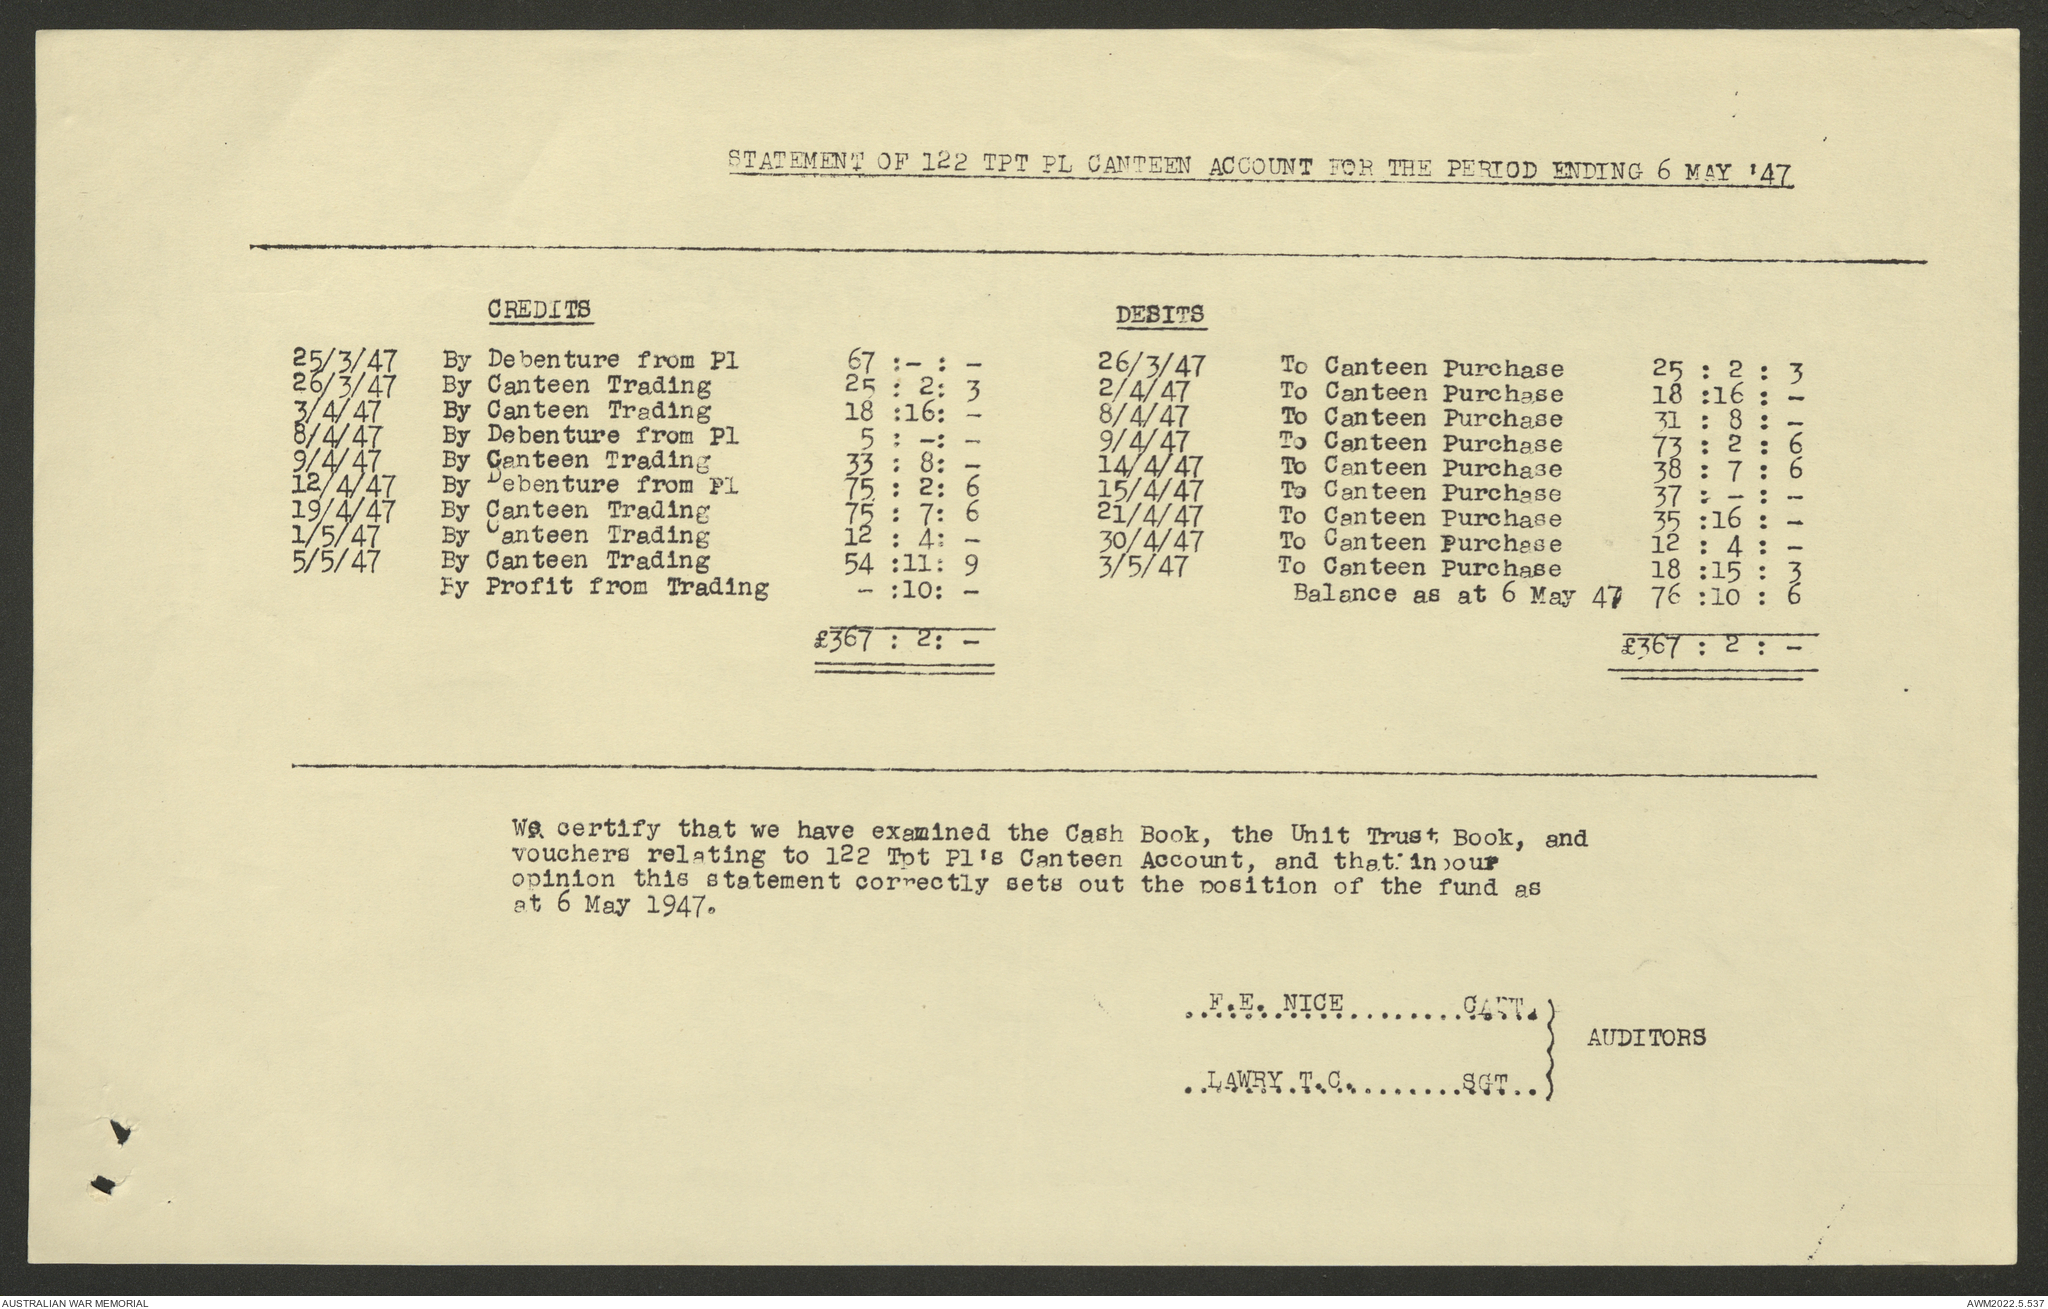 STATEMENT OF 122 TPT PL CANTEEN ACCOUNT FOR THE PERIOD ENDING 6 MAY '47
CREDITS
25/3/47 By Debenture from Pl 67 :- : -
26/3/47 By Canteen Trading 25 : 2: 3
3/4/47 By Canteen Trading 18 :16: -
8/4/47 By Debenture from Pl 5 : -: -
9/4/47 By Canteen Trading 33 : 8: -
12/4/47 By Debenture from Pl 75 : 2: 6
19/4/47 By Canteen Trading 75 : 7: 6
1/5/47 By Canteen Trading 12 : 4: -
5/5/47 By Canteen Trading 54 :11: 9
By Profit from Trading - :10: -
£367 : 2: -
DESITS
26/3/47 To Canteen Purchase 25 : 2 : 3
2/4/47 To Canteen Purchase 18 :16 : -
8/4/47 To Canteen Purchase 31 : 8 : -
9/4/47 To Canteen Purchase 73 : 2 : 6
14/4/47 To Canteen Purchase 38 : 7 : 6
15/4/47 To Canteen Purchase 37 : - : -
21/4/47 To Canteen Purchase 35 :16 : -
30/4/47 To Canteen Purchase 12 : 4 : -
3/5/47 To Canteen Purchase 18 :15 : 3
Balance as at 6 May 47 76 :10 : 6
£367 : 2 : -
We certify that we have examined the Cash Book, the Unit Trust Book, and
vouchers relating to 122 Tpt Pl's Canteen Account, and that in our
opinion this statement correctly sets out the position of the fund as
at 6 May 1947.
..F.E. NICE..........CAPT.)
AUDITORS
..LAWRY T.C..........SGT..)
AUSTRALIAN WAR MEMORIAL
AWM2022.5.537